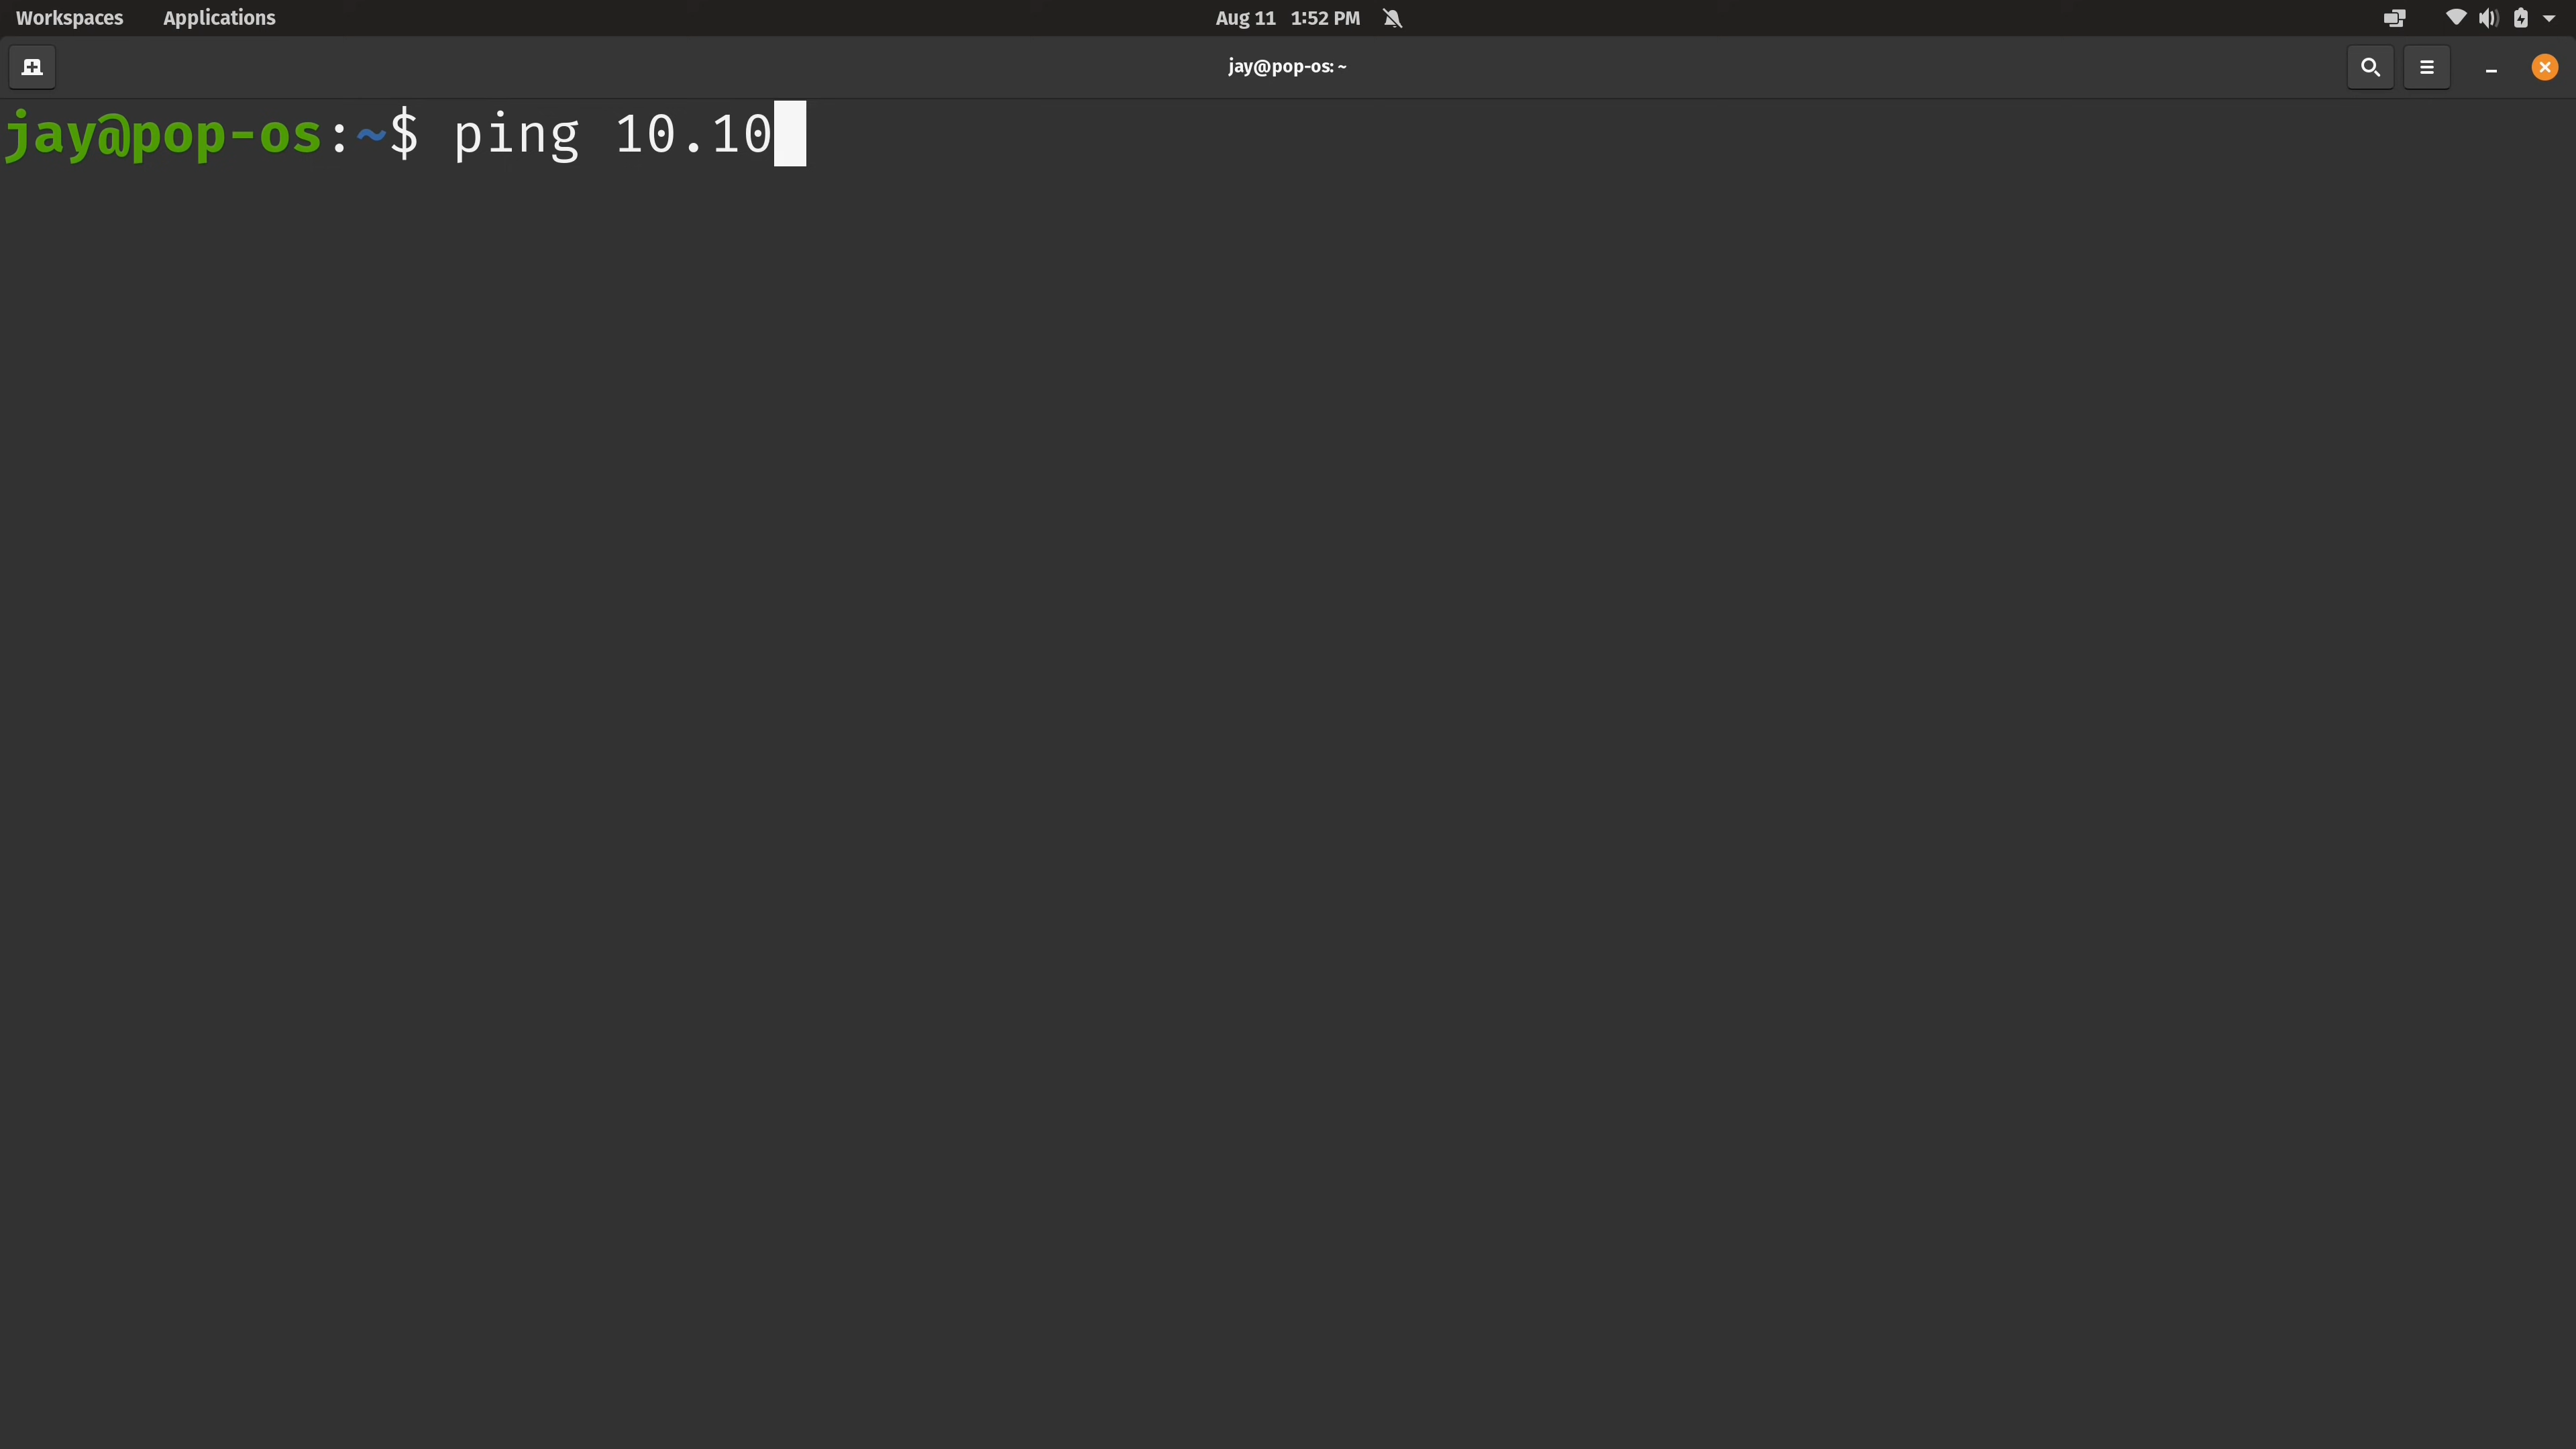 Workspaces Applications Aug 11 1:52 PM
jay@pop-os: ~
jay@pop-os:~$ ping 10.10